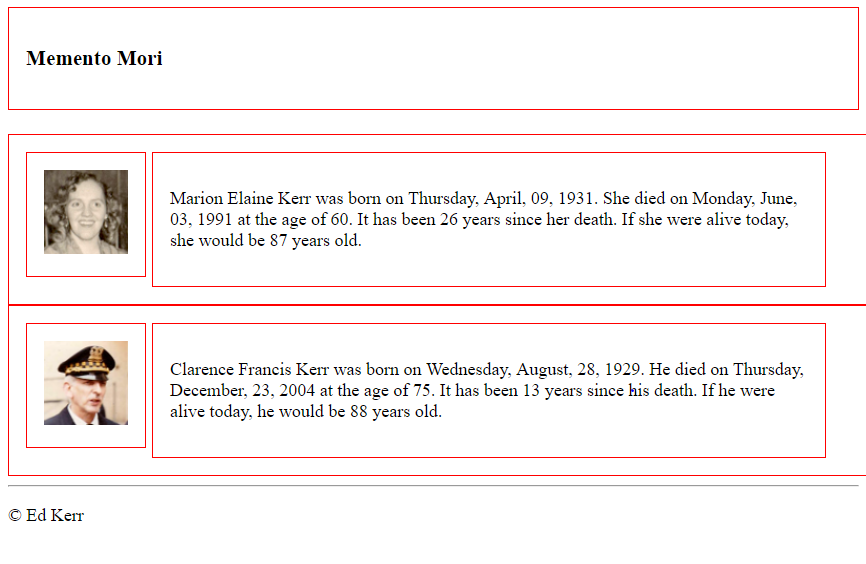 Memento Mori
Marion Elaine Kerr was born on Thursday, April, 09, 1931. She died on Monday, June,
03, 1991 at the age of 60. It has been 26 years since her death. If she were alive today,
she would be 87 years old.
Clarence Francis Kerr was born on Wednesday, August, 28, 1929. He died on Thursday,
December, 23, 2004 at the age of 75. It has been 13 years since his death. If he were
alive today, he would be 88 years old.
© Ed Kerr